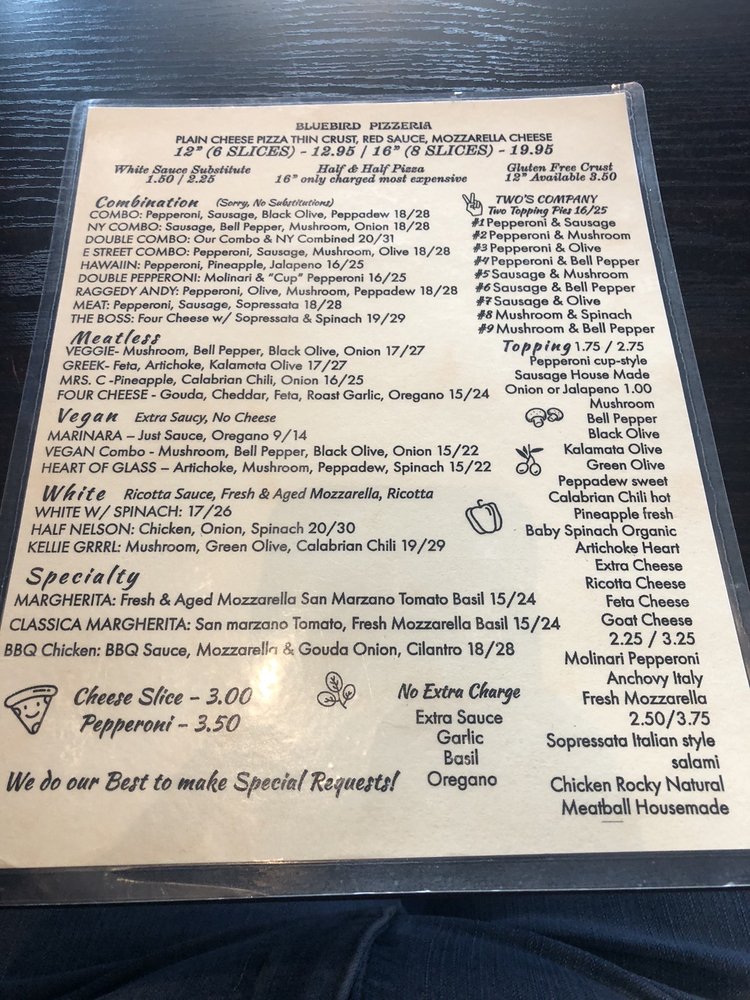 BLUEBIRD PIZZERIA
PLAIN CHEESE PIZZA THIN CRUST, RED SAUCE, MOZZARELLA CHEESE
12” (6 SLICES) - 12.95 / 16” (8 SLICES) - 19.95
White Sauce Substitute
1.50 / 2.25
Half & Half Pizza
16” only charged most expensive
Gluten Free Crust
12” Available 3.50
Combination (Sorry, No Substitutions)
COMBO: Pepperoni, Sausage, Black Olive, Peppadew 18/28
NY COMBO: Sausage, Bell Pepper, Mushroom, Onion 18/28
DOUBLE COMBO: Our Combo & NY Combined 20/31
E STREET COMBO: Pepperoni, Sausage, Mushroom, Olive 18/28
HAWAIIN: Pepperoni, Pineapple, Jalapeno 16/25
DOUBLE PEPPERONI: Molinari & “Cup” Pepperoni 16/25
RAGGEDY ANDY: Pepperoni, Olive, Mushroom, Peppadew 18/28
MEAT: Pepperoni, Sausage, Sopressata 18/28
THE BOSS: Four Cheese w/ Sopressata & Spinach 19/29
Meatless
VEGGIE- Mushroom, Bell Pepper, Black Olive, Onion 17/27
GREEK- Feta, Artichoke, Kalamata Olive 17/27
MRS. C -Pineapple, Calabrian Chili, Onion 16/25
FOUR CHEESE - Gouda, Cheddar, Feta, Roast Garlic, Oregano 15/24
Vegan Extra Saucy, No Cheese
MARINARA – Just Sauce, Oregano 9/14
VEGAN Combo - Mushroom, Bell Pepper, Black Olive, Onion 15/22
HEART OF GLASS – Artichoke, Mushroom, Peppadew, Spinach 15/22
White Ricotta Sauce, Fresh & Aged Mozzarella, Ricotta
WHITE W/ SPINACH: 17/26
HALF NELSON: Chicken, Onion, Spinach 20/30
KELLIE GRRRL: Mushroom, Green Olive, Calabrian Chili 19/29
Specialty
MARGHERITA: Fresh & Aged Mozzarella San Marzano Tomato Basil 15/24
CLASSICA MARGHERITA: San marzano Tomato, Fresh Mozzarella Basil 15/24
BBQ Chicken: BBQ Sauce, Mozzarella & Gouda Onion, Cilantro 18/28
Cheese Slice – 3.00
Pepperoni – 3.50
We do our Best to make Special Requests!
No Extra Charge
Extra Sauce
Garlic
Basil
Oregano
TWO'S COMPANY
Two Topping Pies 16/25
#1 Pepperoni & Sausage
#2 Pepperoni & Mushroom
#3 Pepperoni & Olive
#4 Pepperoni & Bell Pepper
#5 Sausage & Mushroom
#6 Sausage & Bell Pepper
#7 Sausage & Olive
#8 Mushroom & Spinach
#9 Mushroom & Bell Pepper
Topping 1.75 / 2.75
Pepperoni cup-style
Sausage House Made
Onion or Jalapeno 1.00
Mushroom
Bell Pepper
Black Olive
Kalamata Olive
Green Olive
Peppadew sweet
Calabrian Chili hot
Pineapple fresh
Baby Spinach Organic
Artichoke Heart
Extra Cheese
Ricotta Cheese
Feta Cheese
Goat Cheese
2.25 / 3.25
Molinari Pepperoni
Anchovy Italy
Fresh Mozzarella
2.50/3.75
Sopressata Italian style
salami
Chicken Rocky Natural
Meatball Housemade